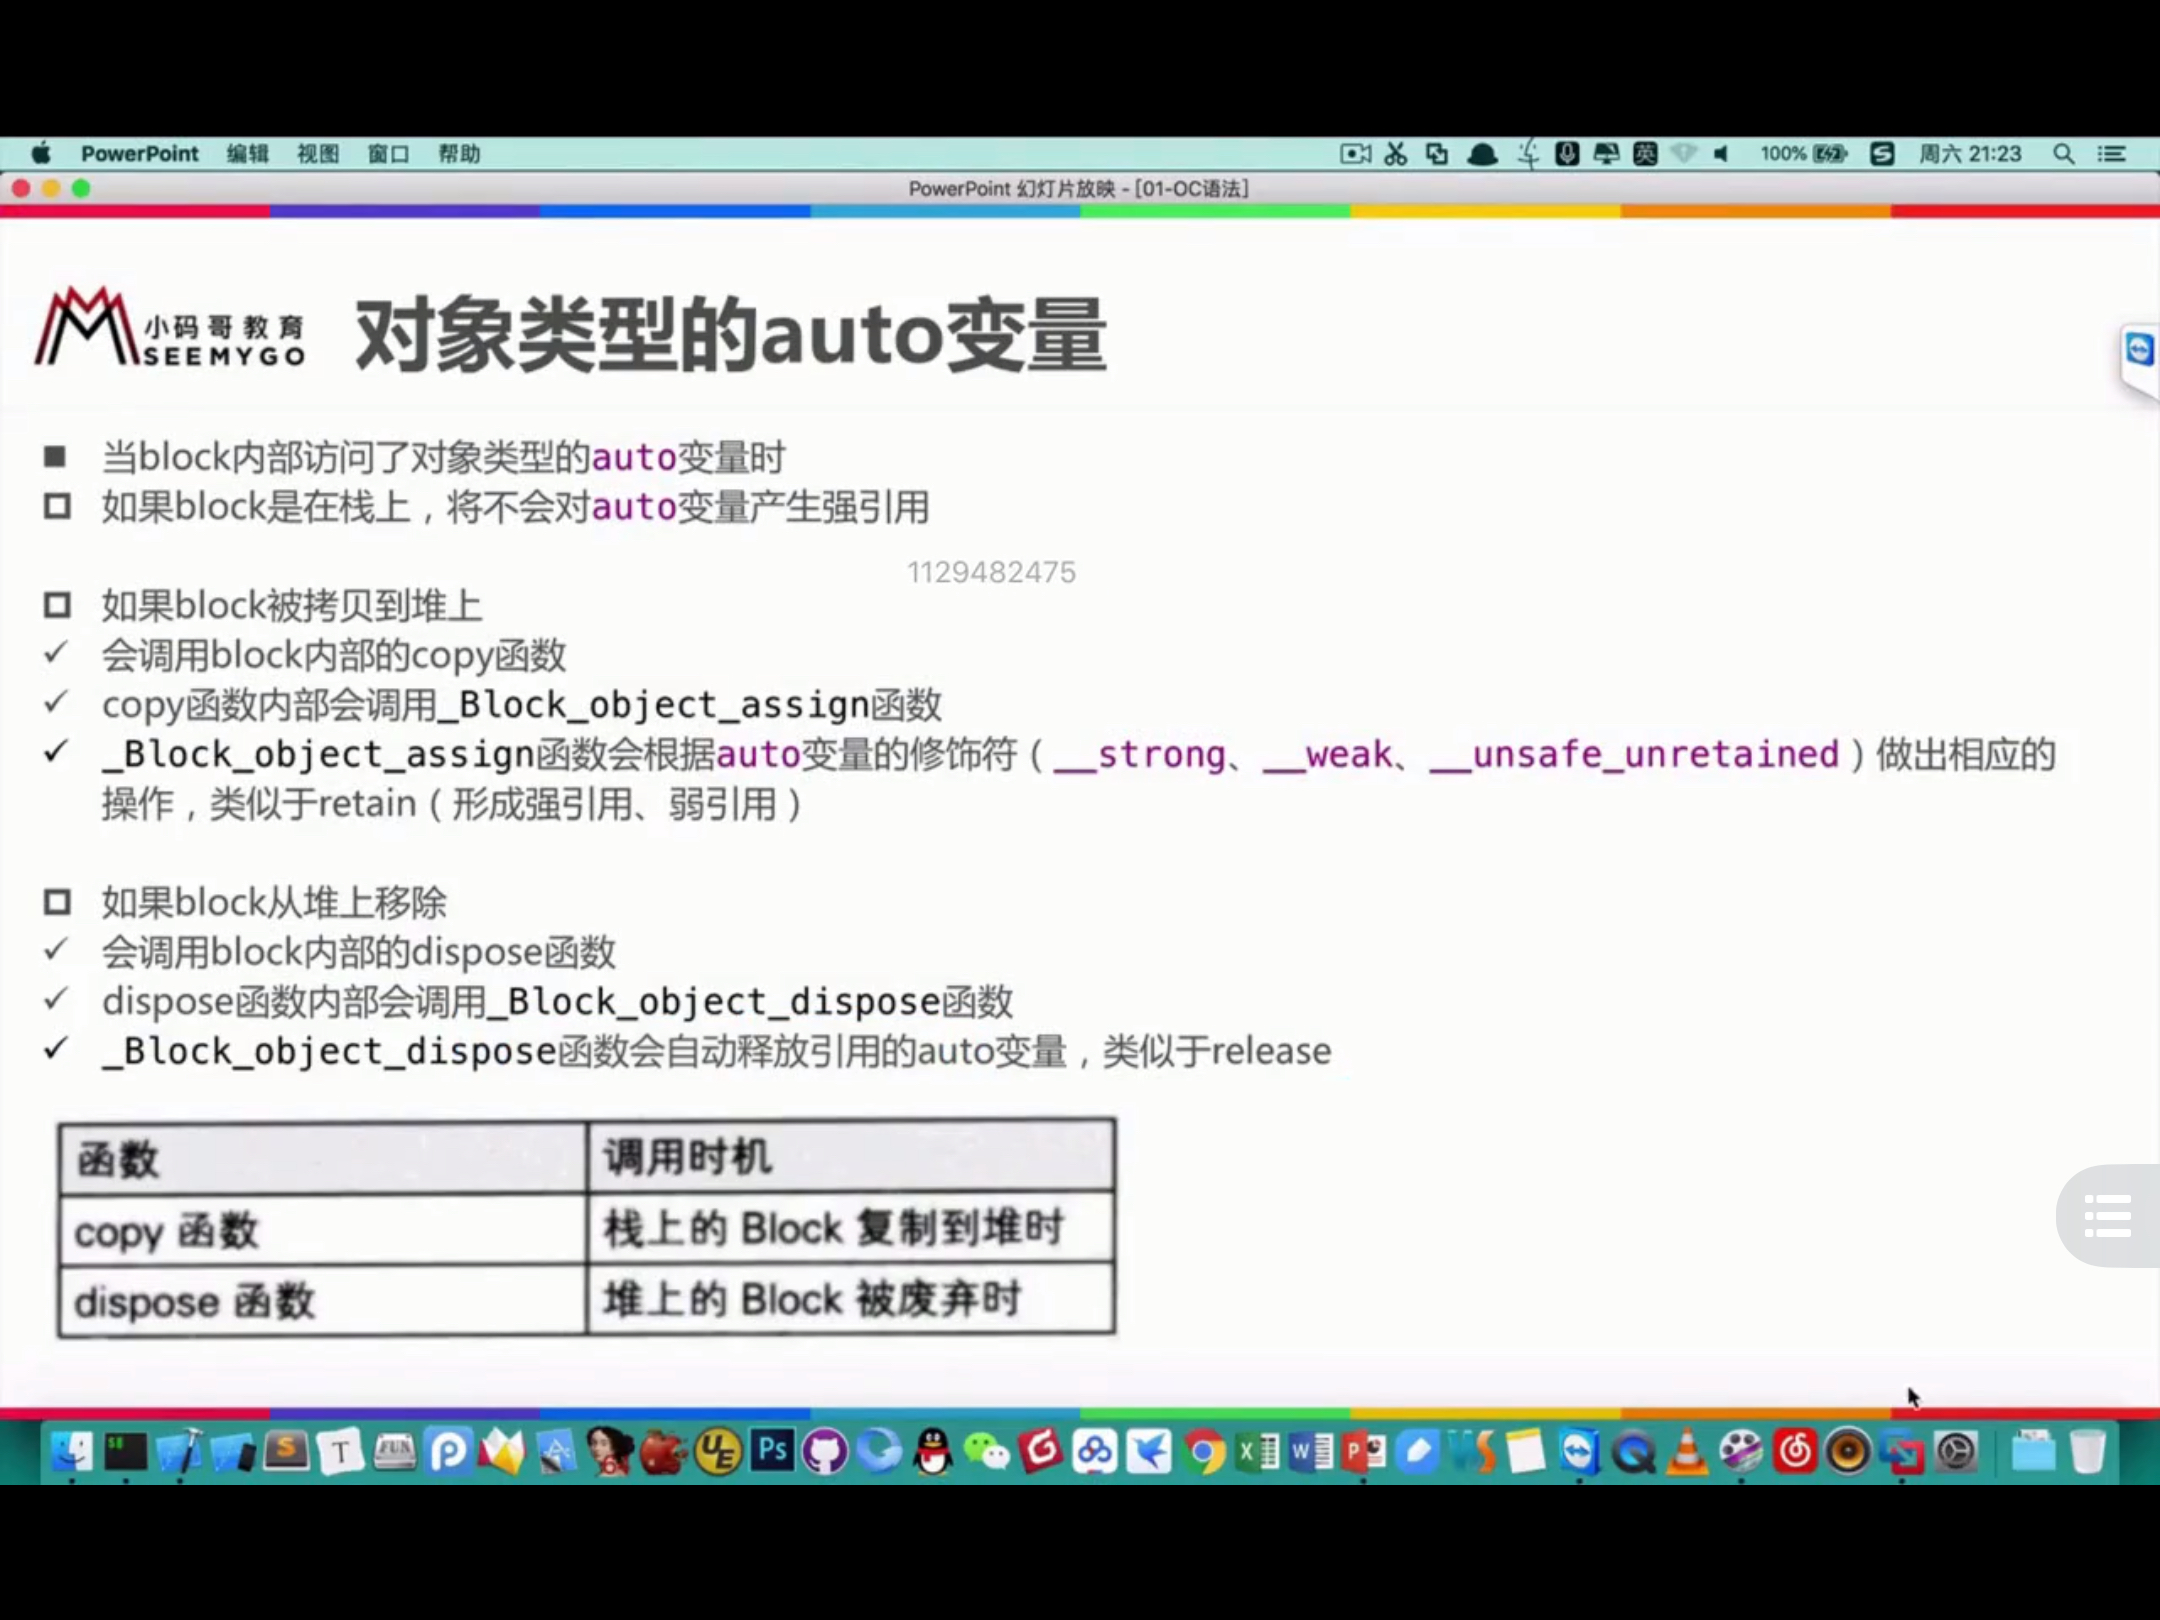 PowerPoint 编辑 视图 窗口 帮助 英 100% 周六 21:23
PowerPoint 幻灯片放映 - [01-OC语法]
小码哥教育
SEEMYGO
对象类型的auto变量
当block内部访问了对象类型的auto变量时
如果block是在栈上，将不会对auto变量产生强引用
1129482475
如果block被拷贝到堆上
会调用block内部的copy函数
copy函数内部会调用_Block_object_assign函数
_Block_object_assign函数会根据auto变量的修饰符（__strong、__weak、__unsafe_unretained）做出相应的
操作，类似于retain（形成强引用、弱引用）
如果block从堆上移除
会调用block内部的dispose函数
dispose函数内部会调用_Block_object_dispose函数
_Block_object_dispose函数会自动释放引用的auto变量，类似于release
函数 调用时机
copy 函数 栈上的 Block 复制到堆时
dispose 函数 堆上的 Block 被废弃时